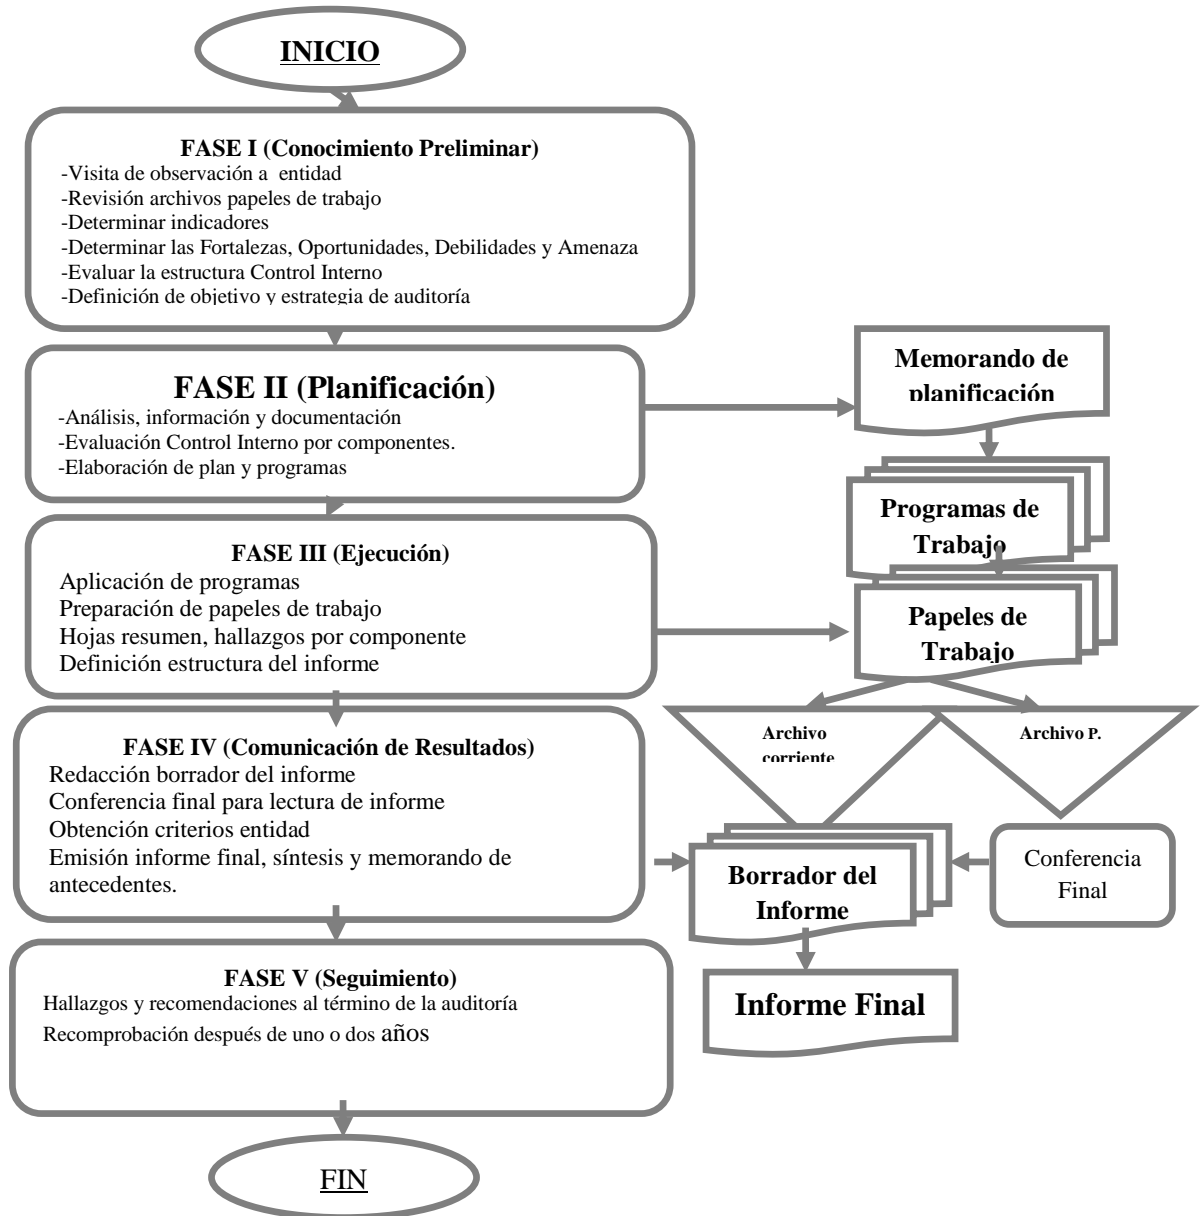 INICIO
FASE I (Conocimiento Preliminar)
-Visita de observación a entidad
-Revisión archivos papeles de trabajo
-Determinar indicadores
-Determinar las Fortalezas, Oportunidades, Debilidades y Amenaza
-Evaluar la estructura Control Interno
-Definición de objetivo y estrategia de auditoría
FASE II (Planificación)
-Análisis, información y documentación
-Evaluación Control Interno por componentes.
-Elaboración de plan y programas
Memorando de
planificación
Programas de
Trabajo
FASE III (Ejecución)
Aplicación de programas
Preparación de papeles de trabajo
Hojas resumen, hallazgos por componente
Definición estructura del informe
Papeles de
Trabajo
Archivo
corriente
Archivo P.
FASE IV (Comunicación de Resultados)
Redacción borrador del informe
Conferencia final para lectura de informe
Obtención criterios entidad
Emisión informe final, síntesis y memorando de
antecedentes.
Borrador del
Informe
Conferencia
Final
FASE V (Seguimiento)
Hallazgos y recomendaciones al término de la auditoría
Recomprobación después de uno o dos años
Informe Final
FIN